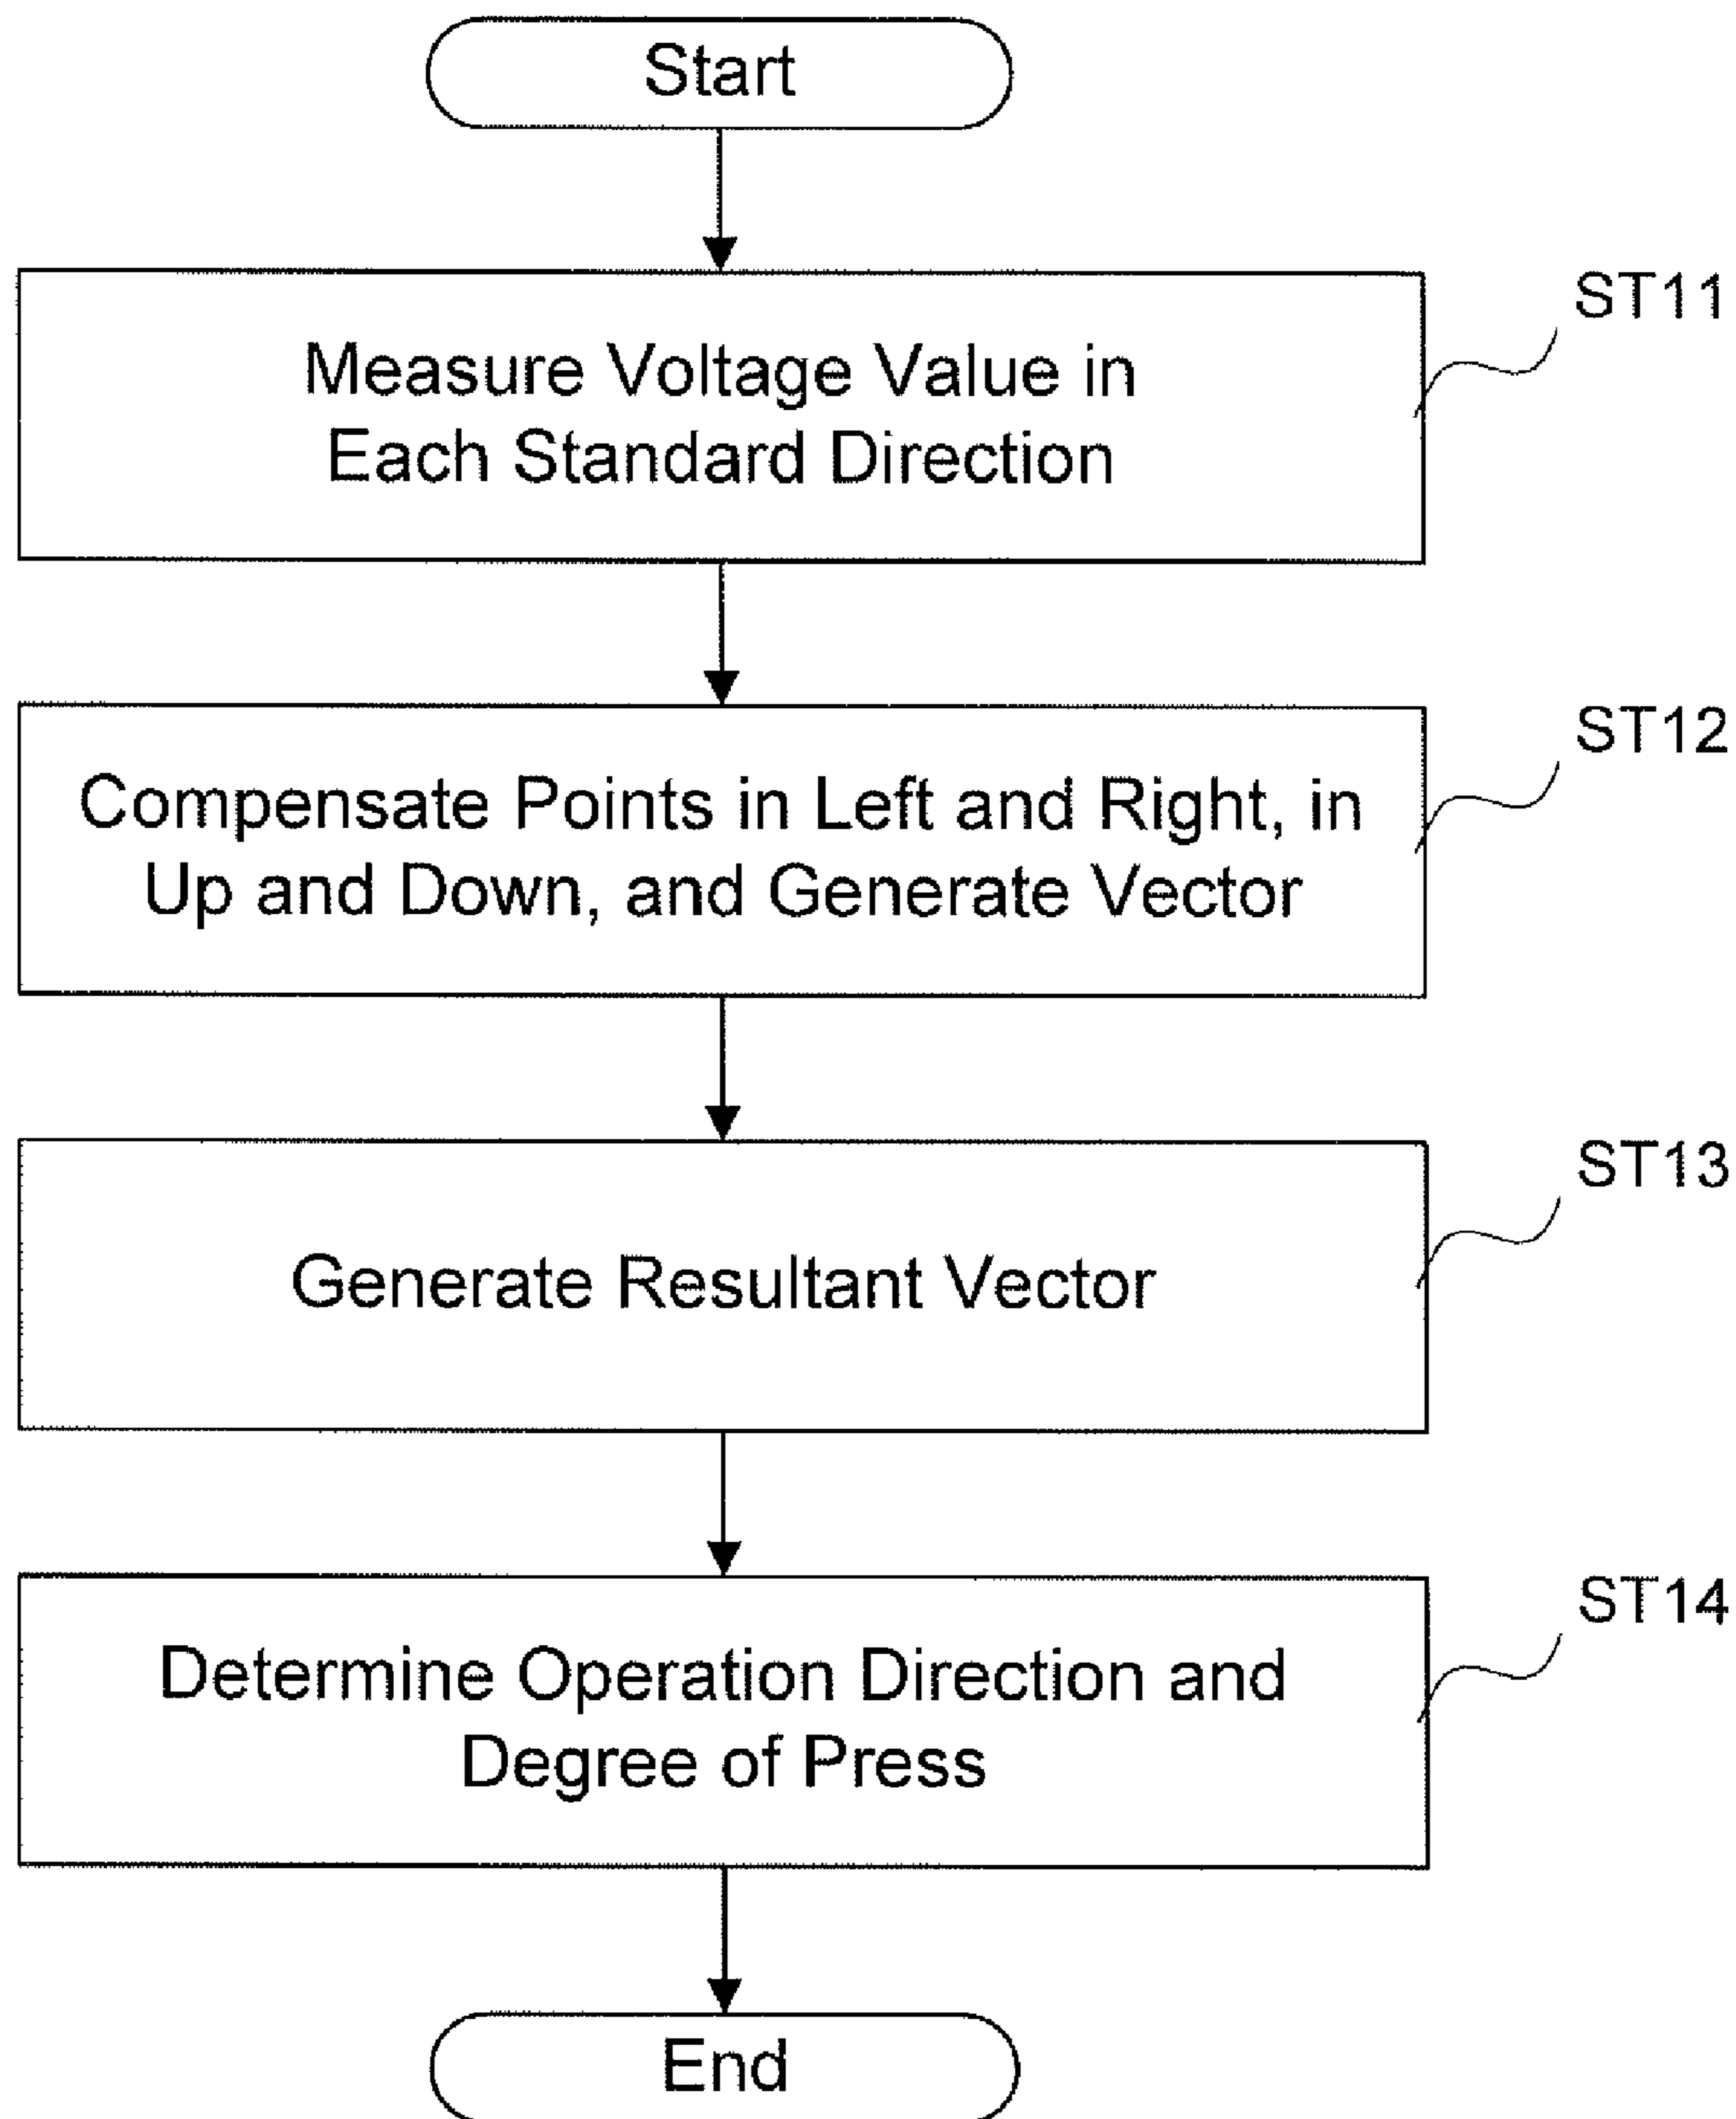 Start
ST11
Measure Voltage Value in
Each Standard Direction
ST12
Compensate Points in Left and Right, in
Up and Down, and Generate Vector
ST13
Generate Resultant Vector
ST14
Determine Operation Direction and
Degree of Press
End